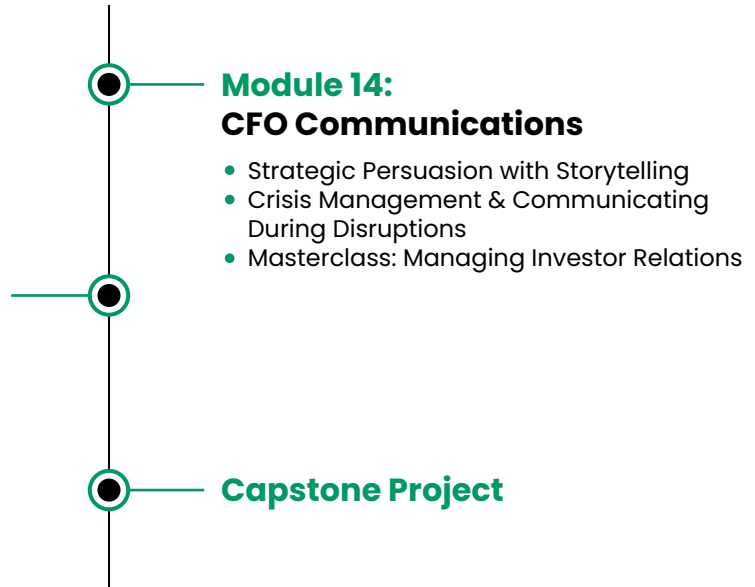 Module 14:
CFO Communications
Strategic Persuasion with Storytelling
Crisis Management & Communicating
During Disruptions
Masterclass: Managing Investor Relations
Capstone Project